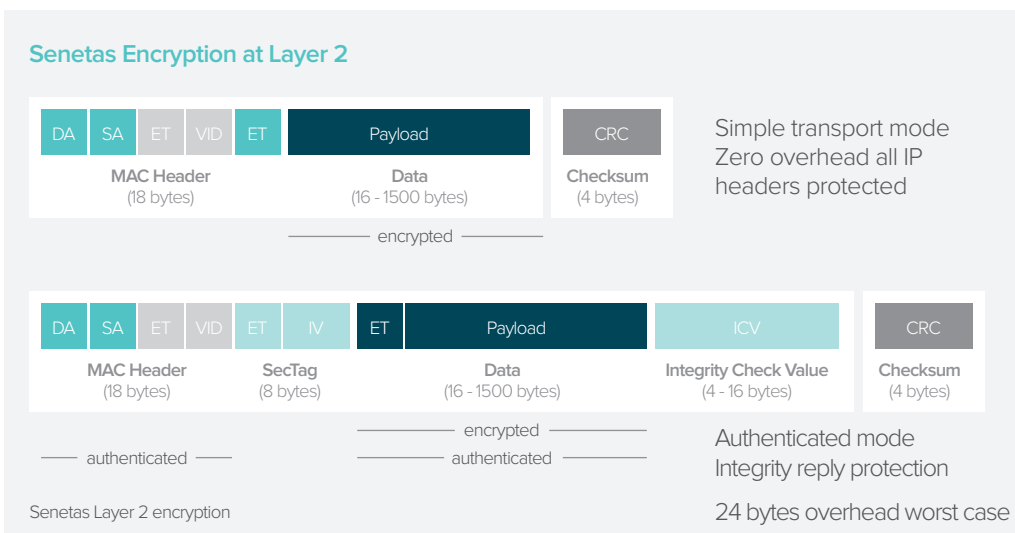 Senetas Encryption at Layer 2
DA SA ET VID ET Payload CRC
MAC Header Data Checksum
(18 bytes) (16 - 1500 bytes) (4 bytes)
encrypted
Simple transport mode
Zero overhead all IP
headers protected
DA SA ET VID ET IV ET Payload ICV CRC
MAC Header SecTag Data Integrity Check Value Checksum
(18 bytes) (8 bytes) (16 - 1500 bytes) (4 - 16 bytes) (4 bytes)
encrypted
authenticated authenticated
Authenticated mode
Integrity reply protection
24 bytes overhead worst case
Senetas Layer 2 encryption